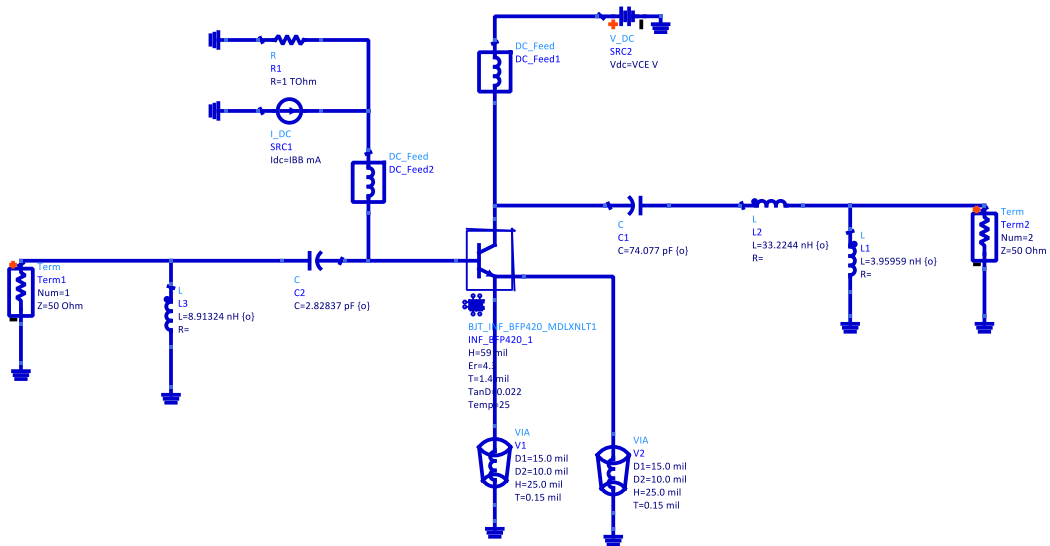 V_DC
SRC2
Vdc=VCE V
DC_Feed
DC_Feed1
R
R1
R=1 TOhm
I_DC
SRC1
Idc=IBB mA
DC_Feed
DC_Feed2
C
C1
C=74.077 pF {o}
L
L2
L=33.2244 nH {o}
R=
L
L1
L=3.95959 nH {o}
R=
Term
Term2
Num=2
Z=50 Ohm
Term
Term1
Num=1
Z=50 Ohm
L
L3
L=8.91324 nH {o}
R=
C
C2
C=2.82837 pF {o}
BJT_INF_BFP420_MDLXNLT1
INF_BFP420_1
H=59 mil
T=1.4 mil
TanD=0.022
Temp=25
VIA
V1
D1=15.0 mil
D2=10.0 mil
H=25.0 mil
T=0.15 mil
VIA
V2
D1=15.0 mil
D2=10.0 mil
H=25.0 mil
T=0.15 mil